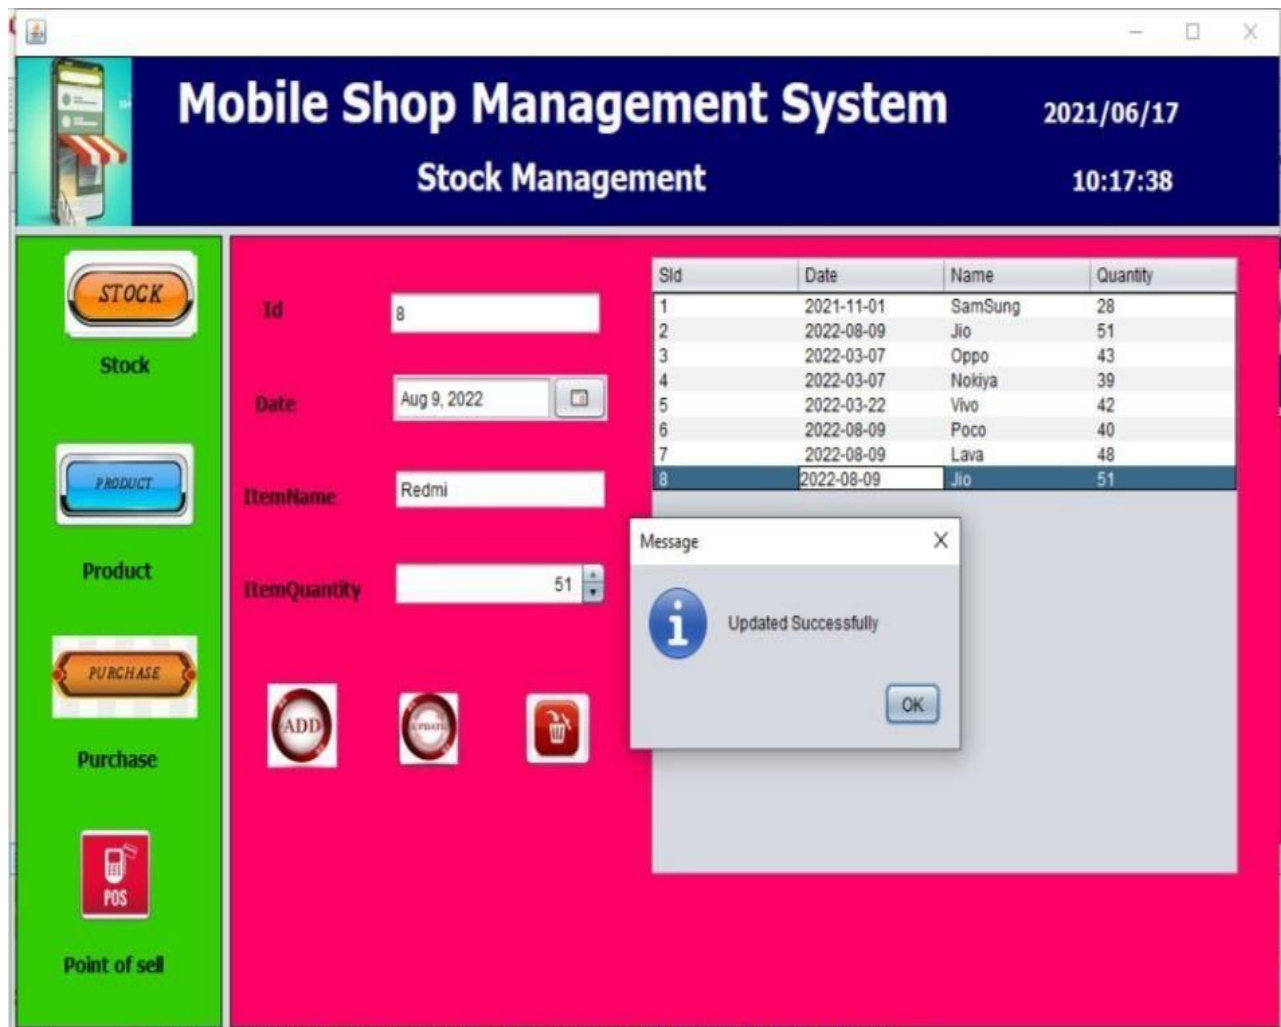 Mobile Shop Management System
2021/06/17
Stock Management
10:17:38
STOCK
Stock
PRODUCT
Product
PURCHASE
Purchase
POS
Point of sell
Id
8
Date
Aug 9, 2022
ItemName
Redmi
ItemQuantity
51
ADD
UPDATE
SId Date Name Quantity
1 2021-11-01 SamSung 28
2 2022-08-09 Jio 51
3 2022-03-07 Oppo 43
4 2022-03-07 Nokiya 39
5 2022-03-22 Vivo 42
6 2022-08-09 Poco 40
7 2022-08-09 Lava 48
8 2022-08-09 Jio 51
Message
Updated Successfully
OK